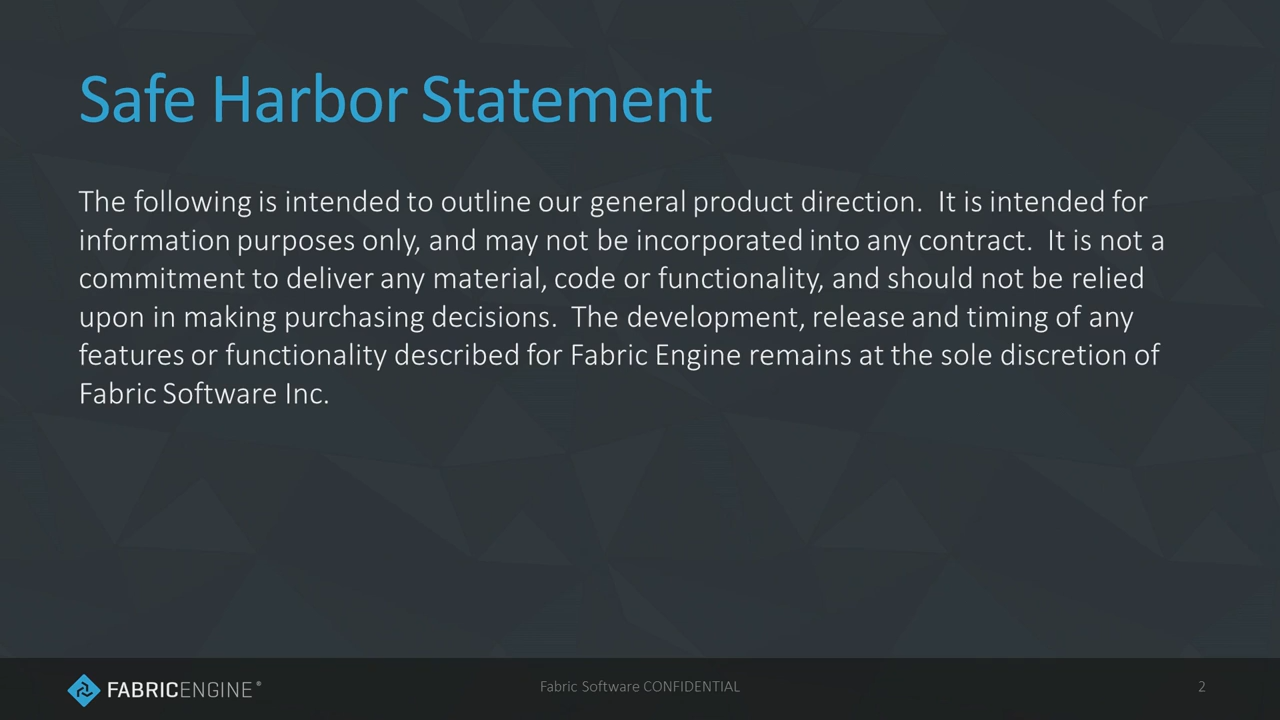 Safe Harbor Statement
The following is intended to outline our general product direction.  It is intended for
information purposes only, and may not be incorporated into any contract.  It is not a
commitment to deliver any material, code or functionality, and should not be relied
upon in making purchasing decisions.  The development, release and timing of any
features or functionality described for Fabric Engine remains at the sole discretion of
Fabric Software Inc.
FABRICENGINE®
Fabric Software CONFIDENTIAL
2